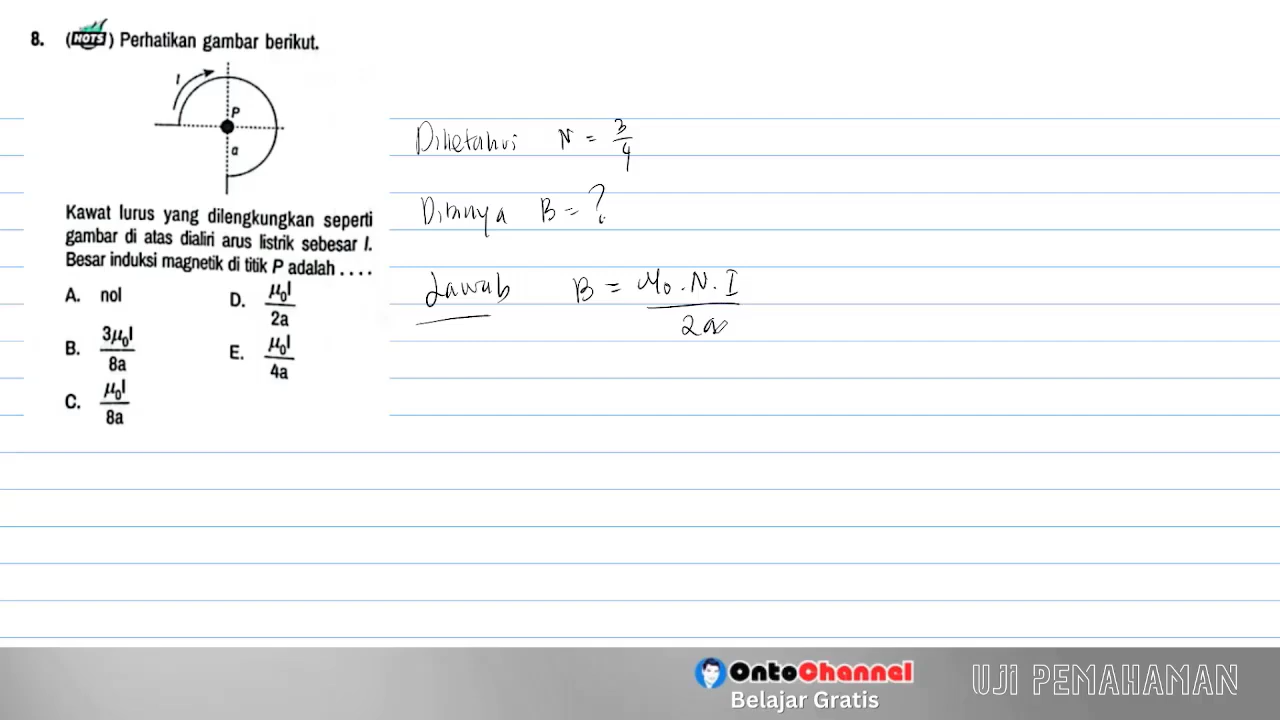 8. (HOTS) Perhatikan gambar berikut.
I
P
a
Kawat lurus yang dilengkungkan seperti
gambar di atas dialiri arus listrik sebesar I.
Besar induksi magnetik di titik P adalah . . . .
A. nol
B. 3μ₀I / 8a
C. μ₀I / 8a
D. μ₀I / 2a
E. μ₀I / 4a
Diketahui N = 3/4
Ditanya B = ?
Jawab B = μ₀ . N . I / 2a
OntoChannel
Belajar Gratis
UJI PEMAHAMAN